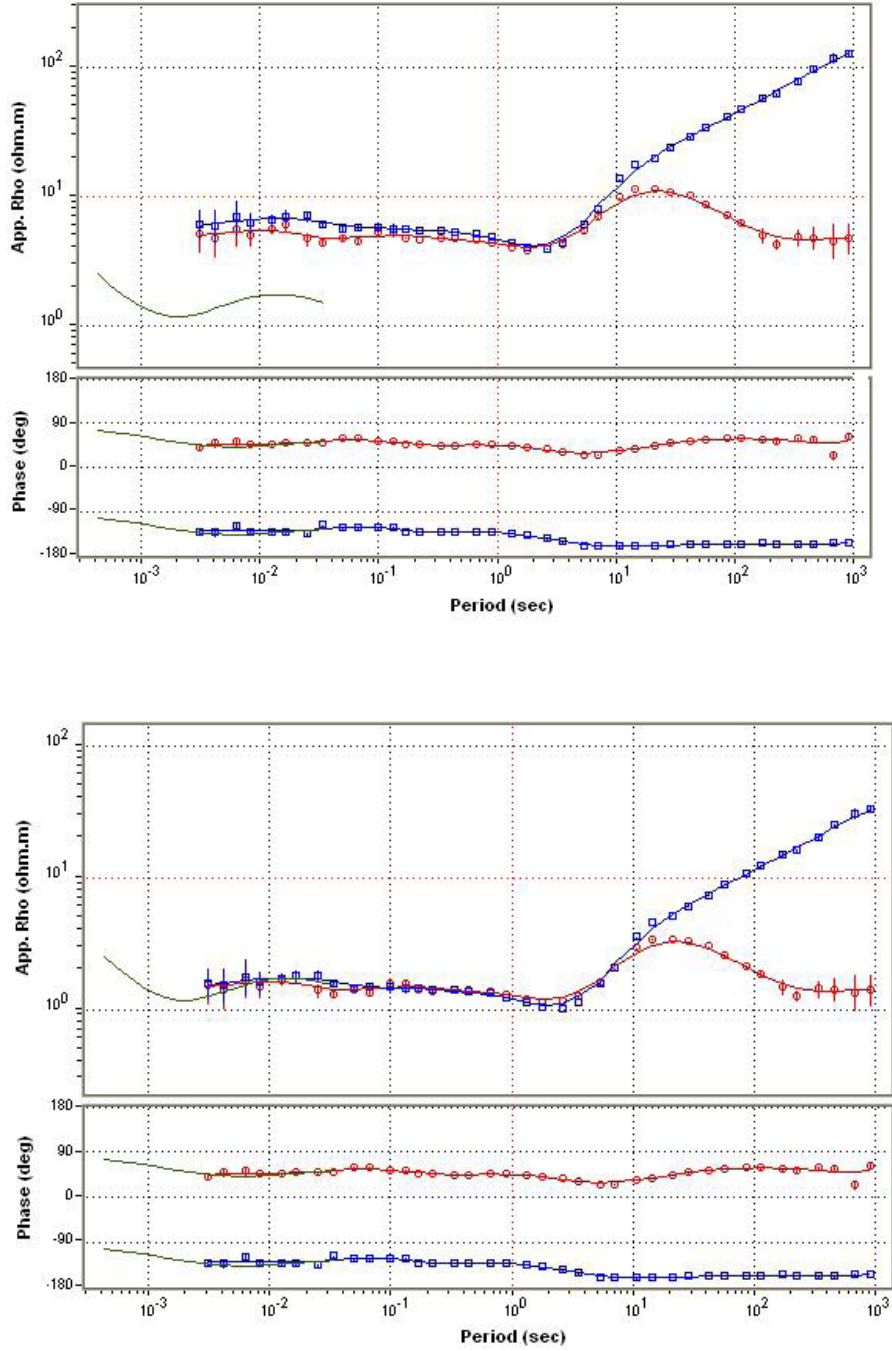 10²
10¹
10⁰
App. Rho (ohm.m)
180
90
0
-90
-180
Phase (deg)
10⁻³ 10⁻² 10⁻¹ 10⁰ 10¹ 10² 10³
Period (sec)
10²
10¹
10⁰
App. Rho (ohm.m)
180
90
0
-90
-180
Phase (deg)
10⁻³ 10⁻² 10⁻¹ 10⁰ 10¹ 10² 10³
Period (sec)